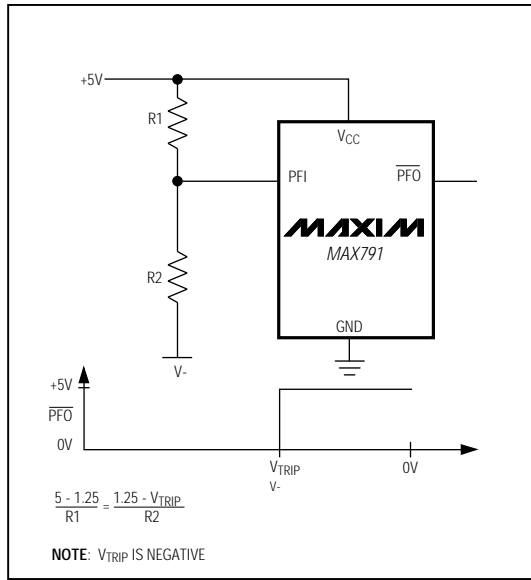 +5V
R1
VCC
PFI
PFO
MAXIM
MAX791
R2
GND
V-
+5V
PFO
0V
VTRIP
V-
0V
5 - 1.25 / R1 = 1.25 - VTRIP / R2
NOTE: VTRIP IS NEGATIVE